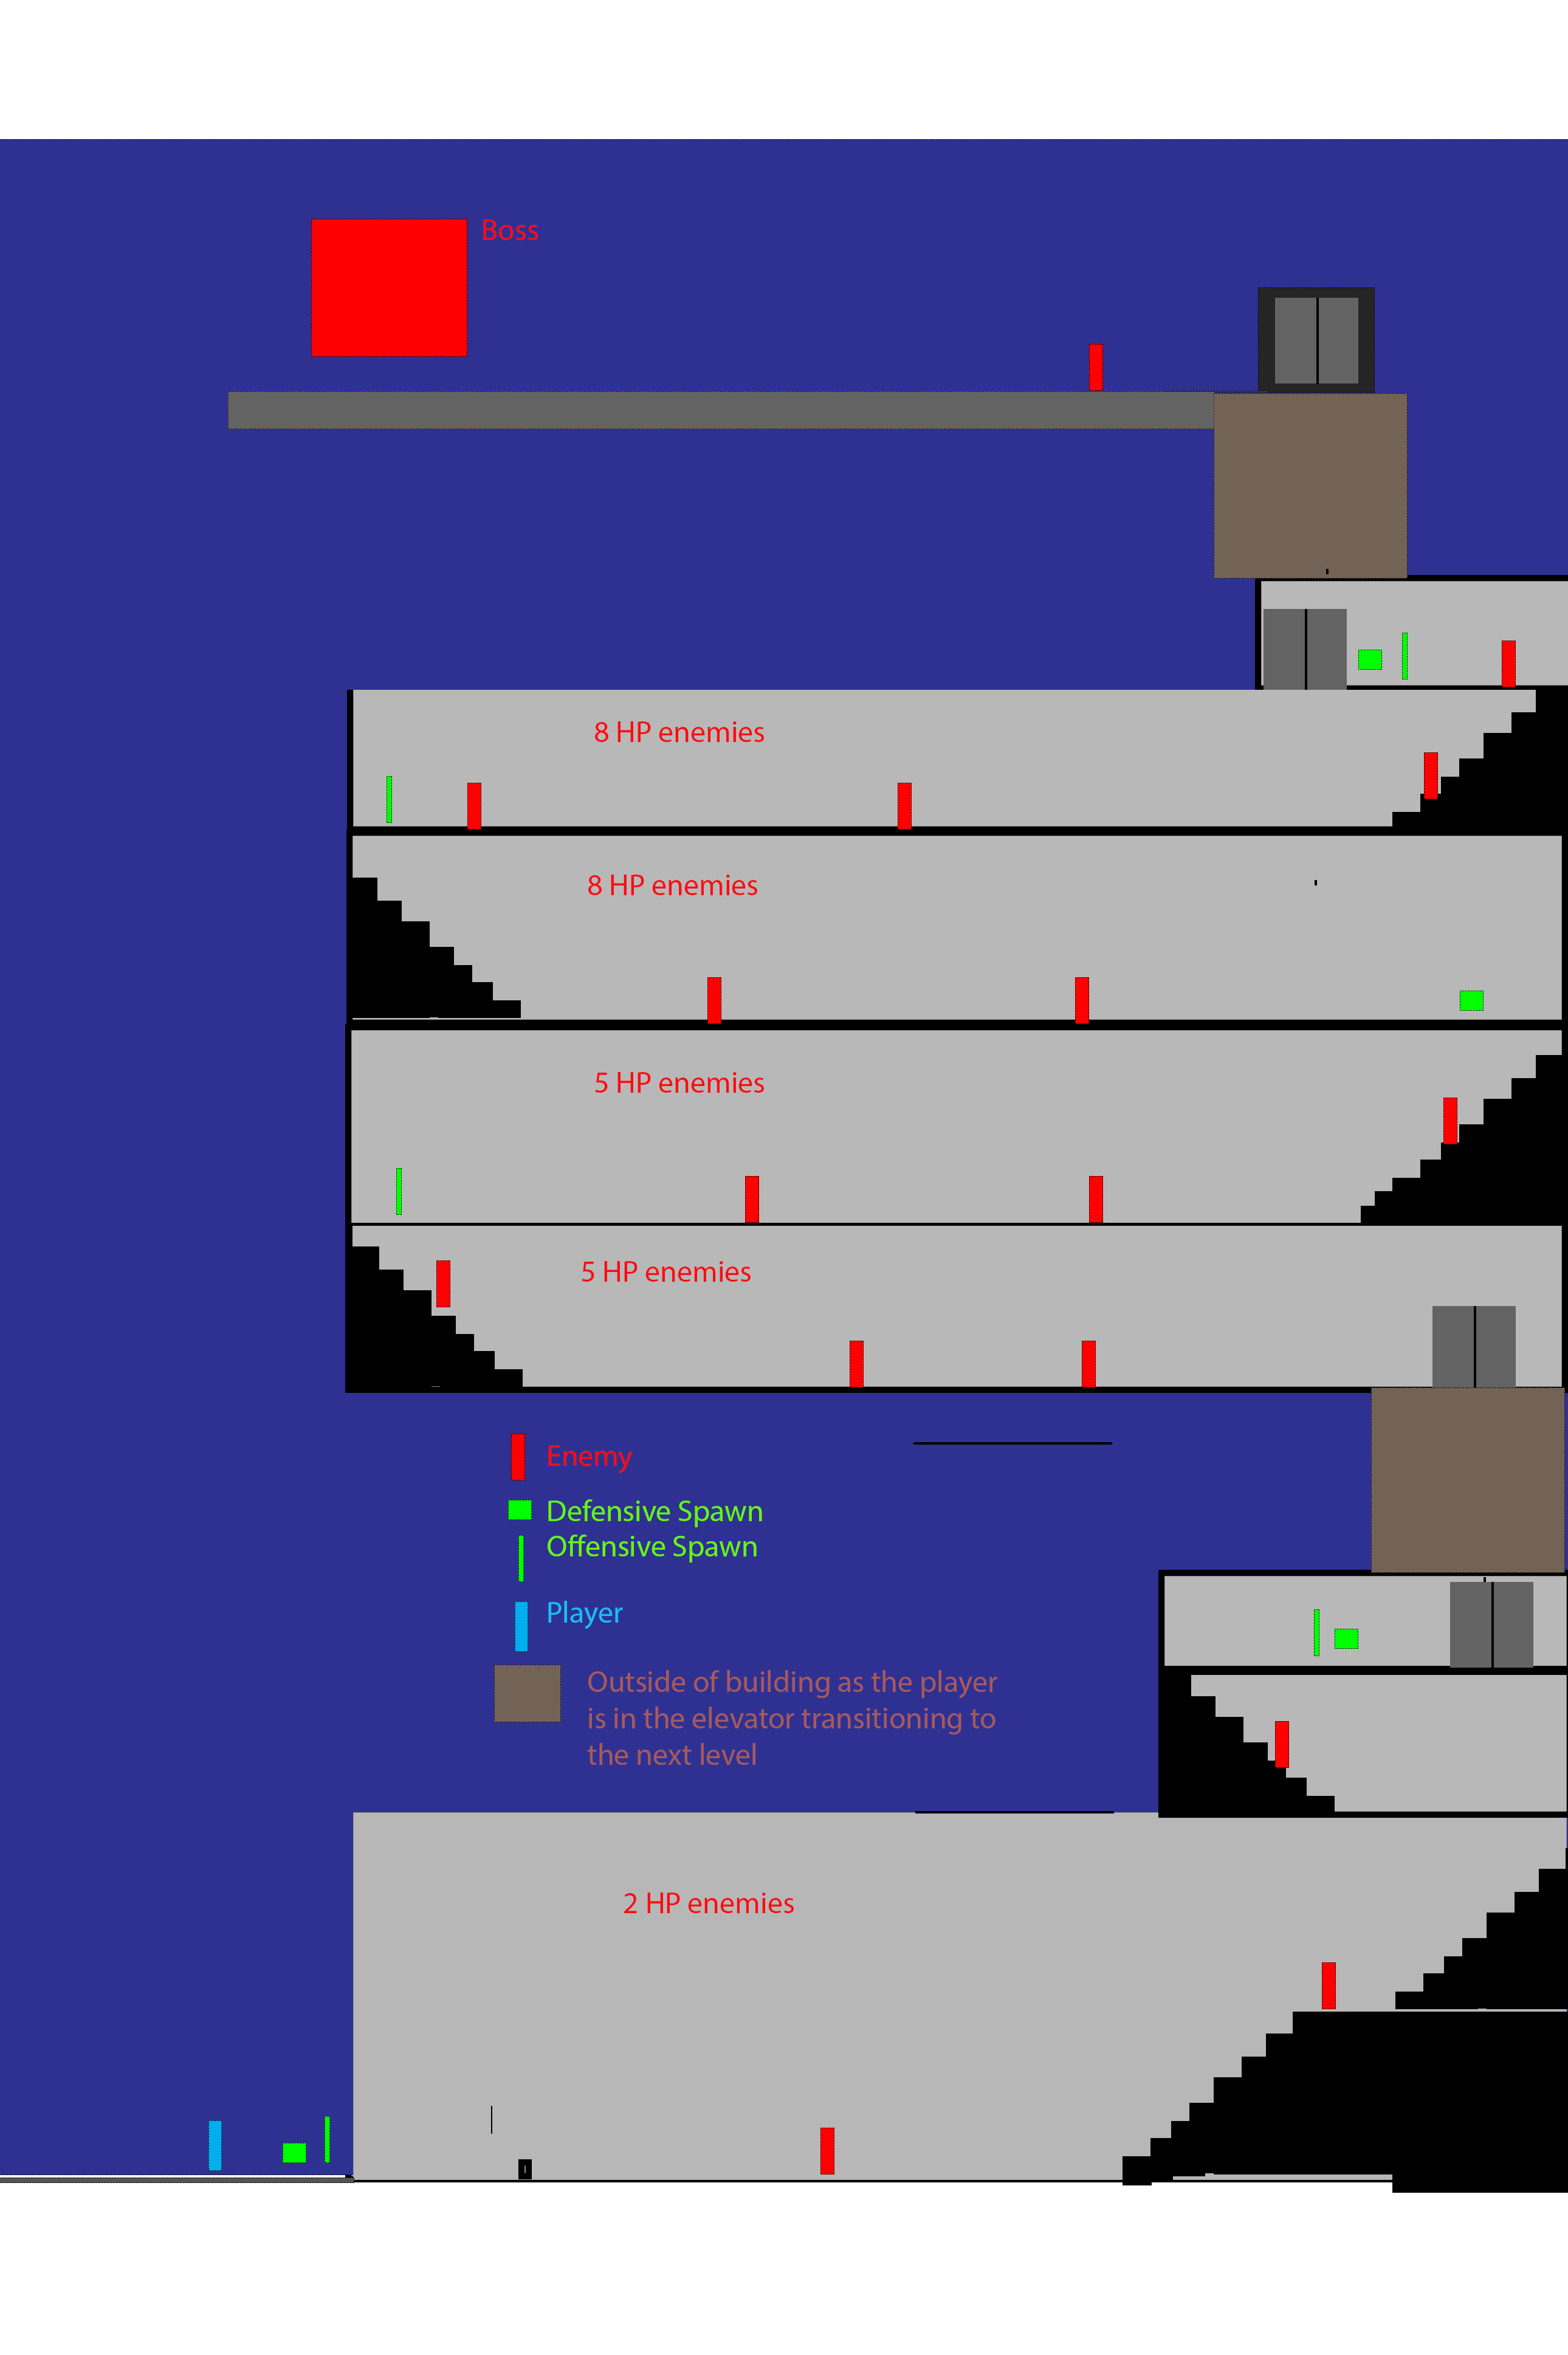 Boss
8 HP enemies
8 HP enemies
5 HP enemies
5 HP enemies
Enemy
Defensive Spawn
Offensive Spawn
Player
Outside of building as the player
is in the elevator transitioning to
the next level
2 HP enemies